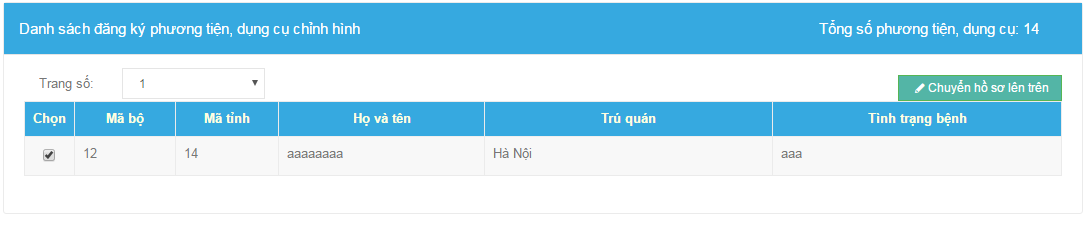 Danh sách đăng ký phương tiện, dụng cụ chỉnh hình Tổng số phương tiện, dụng cụ: 14
Trang số: 1
Chuyển hồ sơ lên trên
Chọn Mã bộ Mã tỉnh Họ và tên Trú quán Tình trạng bệnh
12 14 aaaaaaaa Hà Nội aaa